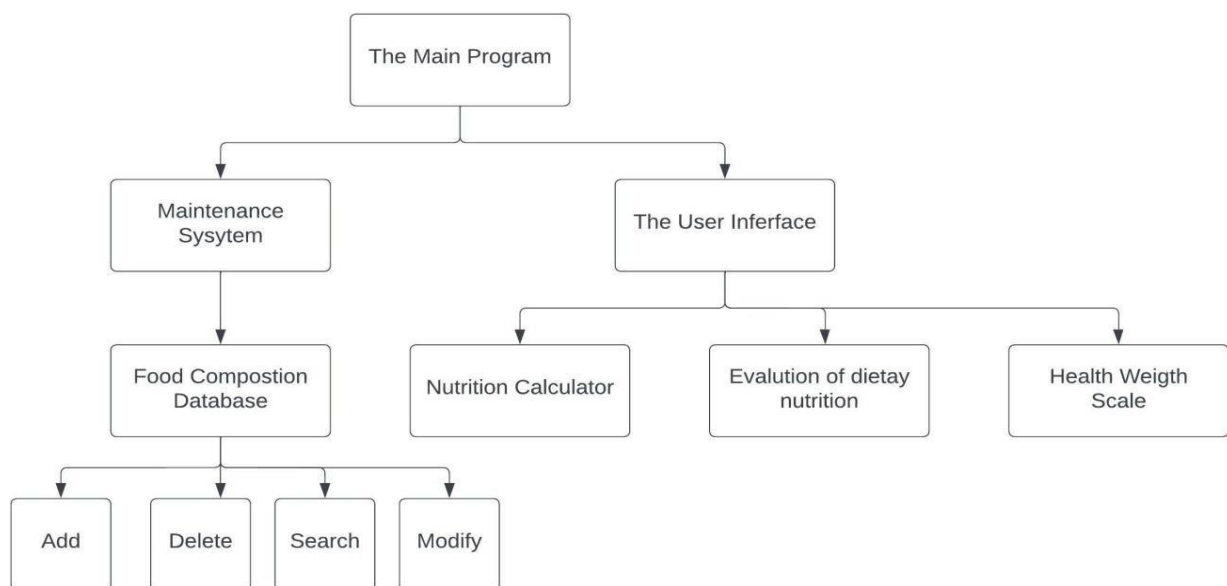 The Main Program
Maintenance
Sysytem
The User Inferface
Food Compostion
Database
Nutrition Calculator
Evalution of dietay
nutrition
Health Weigth
Scale
Add
Delete
Search
Modify